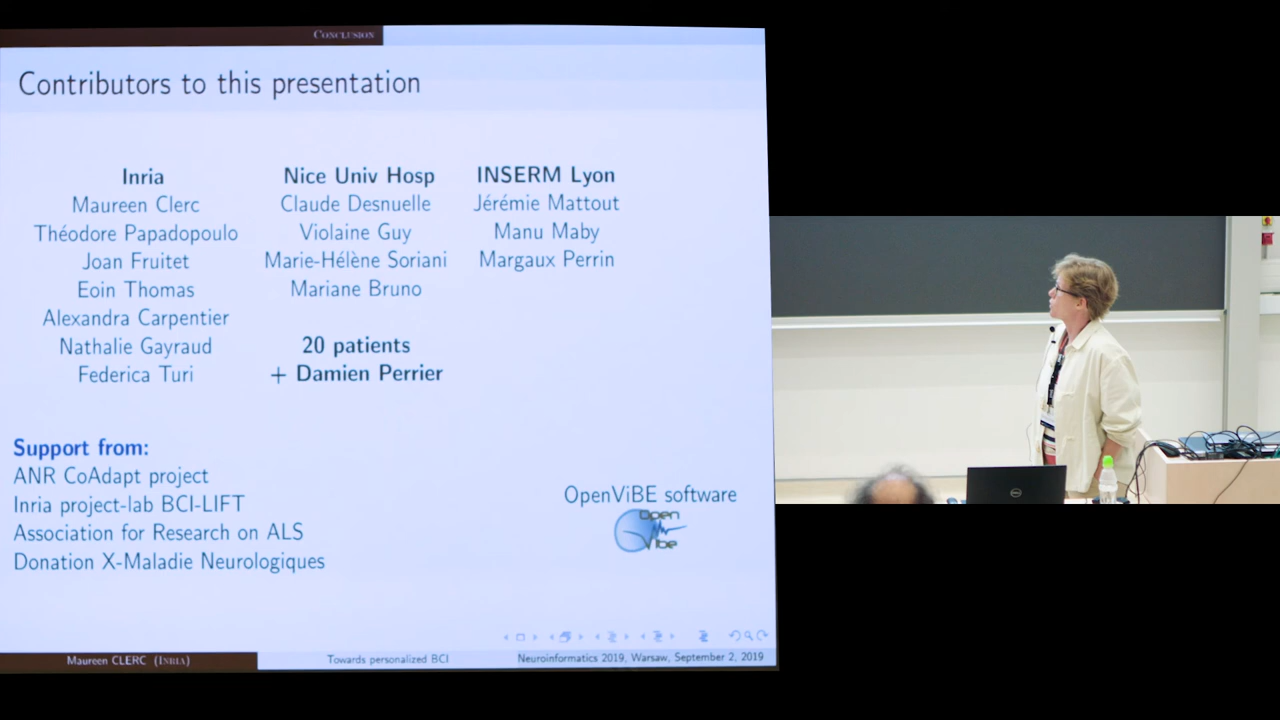 Conclusion
Contributors to this presentation
Inria
Maureen Clerc
Théodore Papadopoulo
Joan Fruitet
Eoin Thomas
Alexandra Carpentier
Nathalie Gayraud
Federica Turi
Nice Univ Hosp
Claude Desnuelle
Violaine Guy
Marie-Hélène Soriani
Mariane Bruno
20 patients
+ Damien Perrier
INSERM Lyon
Jérémie Mattout
Manu Maby
Margaux Perrin
Support from:
ANR CoAdapt project
Inria project-lab BCI-LIFT
Association for Research on ALS
Donation X-Maladie Neurologiques
OpenViBE software
Open
Vibe
Maureen CLERC (Inria)
Towards personalized BCI
Neuroinformatics 2019, Warsaw, September 2, 2019
DELL